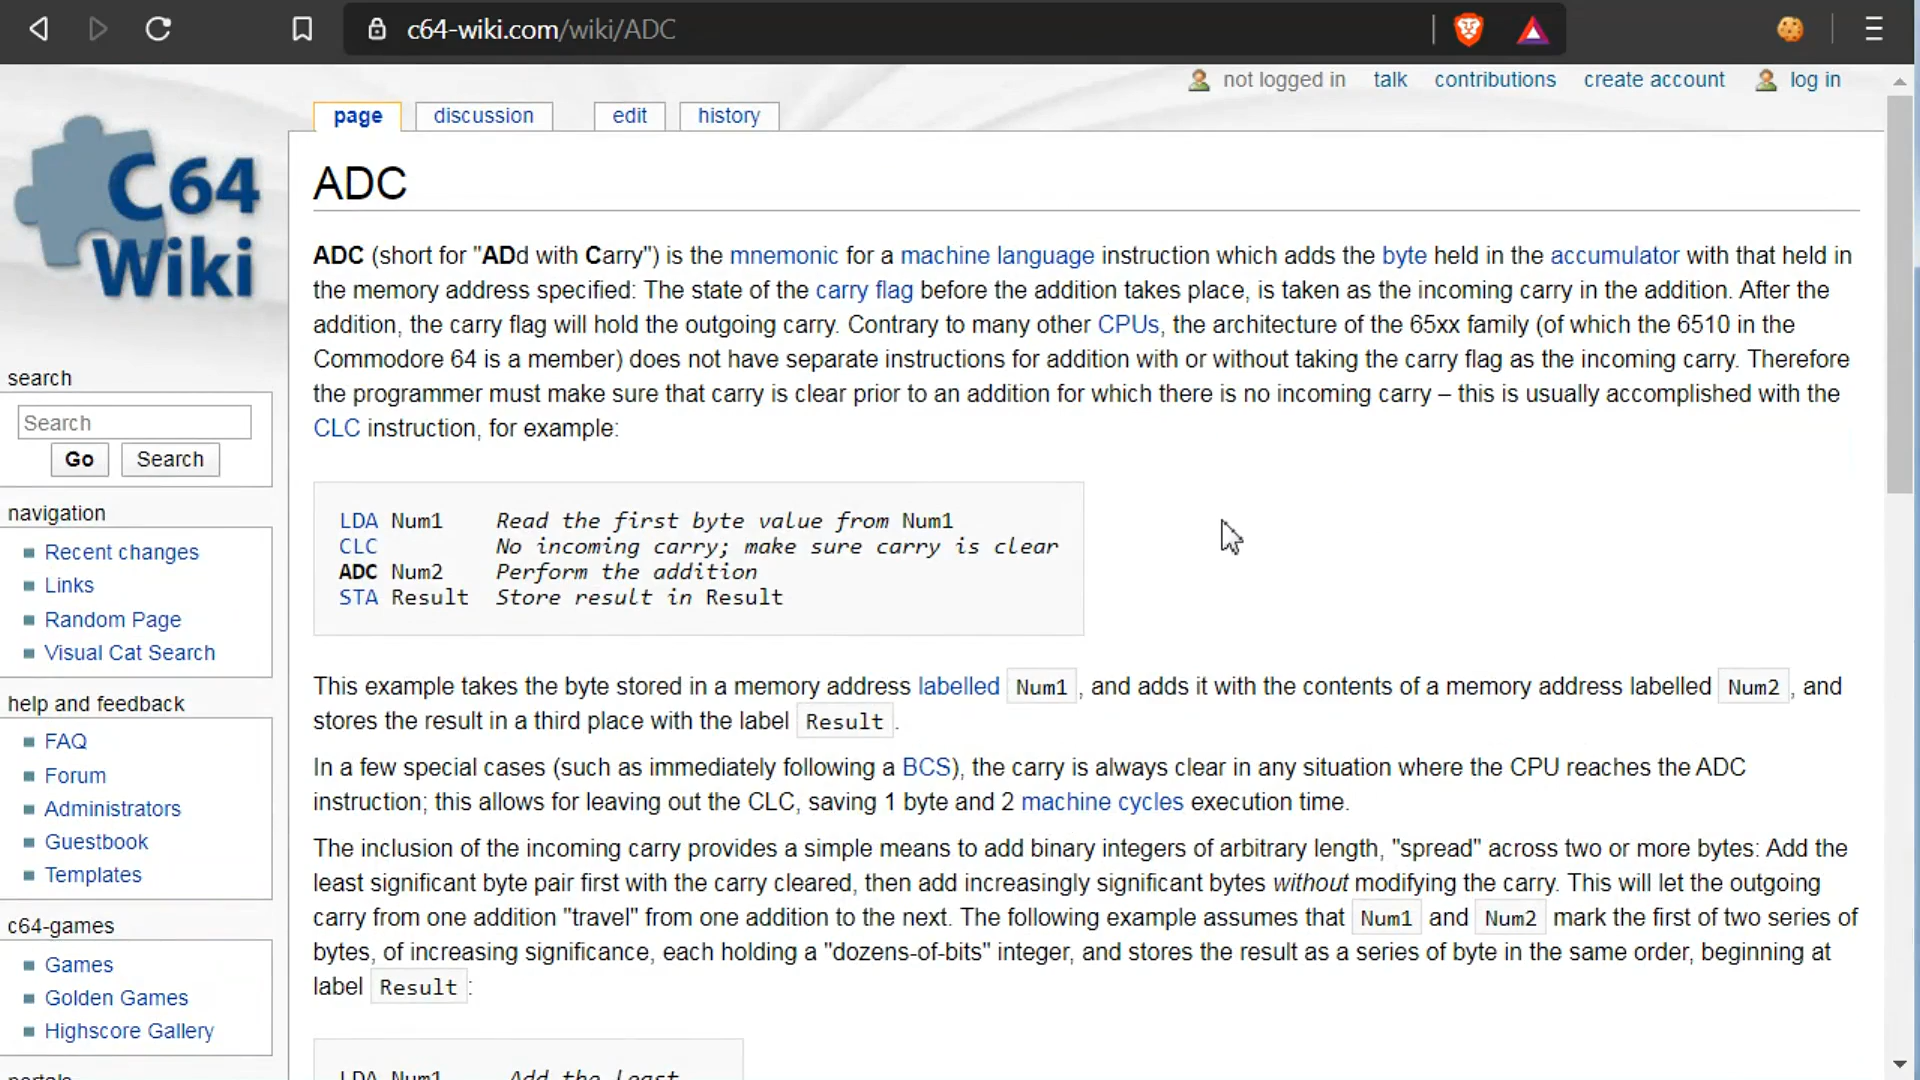 c64-wiki.com/wiki/ADC
not logged in talk contributions create account log in
page discussion edit history
C64
Wiki
ADC
ADC (short for "ADd with Carry") is the mnemonic for a machine language instruction which adds the byte held in the accumulator with that held in
the memory address specified: The state of the carry flag before the addition takes place, is taken as the incoming carry in the addition. After the
addition, the carry flag will hold the outgoing carry. Contrary to many other CPUs, the architecture of the 65xx family (of which the 6510 in the
Commodore 64 is a member) does not have separate instructions for addition with or without taking the carry flag as the incoming carry. Therefore
the programmer must make sure that carry is clear prior to an addition for which there is no incoming carry – this is usually accomplished with the
CLC instruction, for example:
LDA Num1 Read the first byte value from Num1
CLC No incoming carry; make sure carry is clear
ADC Num2 Perform the addition
STA Result Store result in Result
This example takes the byte stored in a memory address labelled Num1 , and adds it with the contents of a memory address labelled Num2 , and
stores the result in a third place with the label Result .
In a few special cases (such as immediately following a BCS), the carry is always clear in any situation where the CPU reaches the ADC
instruction; this allows for leaving out the CLC, saving 1 byte and 2 machine cycles execution time.
The inclusion of the incoming carry provides a simple means to add binary integers of arbitrary length, "spread" across two or more bytes: Add the
least significant byte pair first with the carry cleared, then add increasingly significant bytes without modifying the carry. This will let the outgoing
carry from one addition "travel" from one addition to the next. The following example assumes that Num1 and Num2 mark the first of two series of
bytes, of increasing significance, each holding a "dozens-of-bits" integer, and stores the result as a series of byte in the same order, beginning at
label Result :
LDA Num1 Add the least
search
Search
Go Search
navigation
Recent changes
Links
Random Page
Visual Cat Search
help and feedback
FAQ
Forum
Administrators
Guestbook
Templates
c64-games
Games
Golden Games
Highscore Gallery
portals